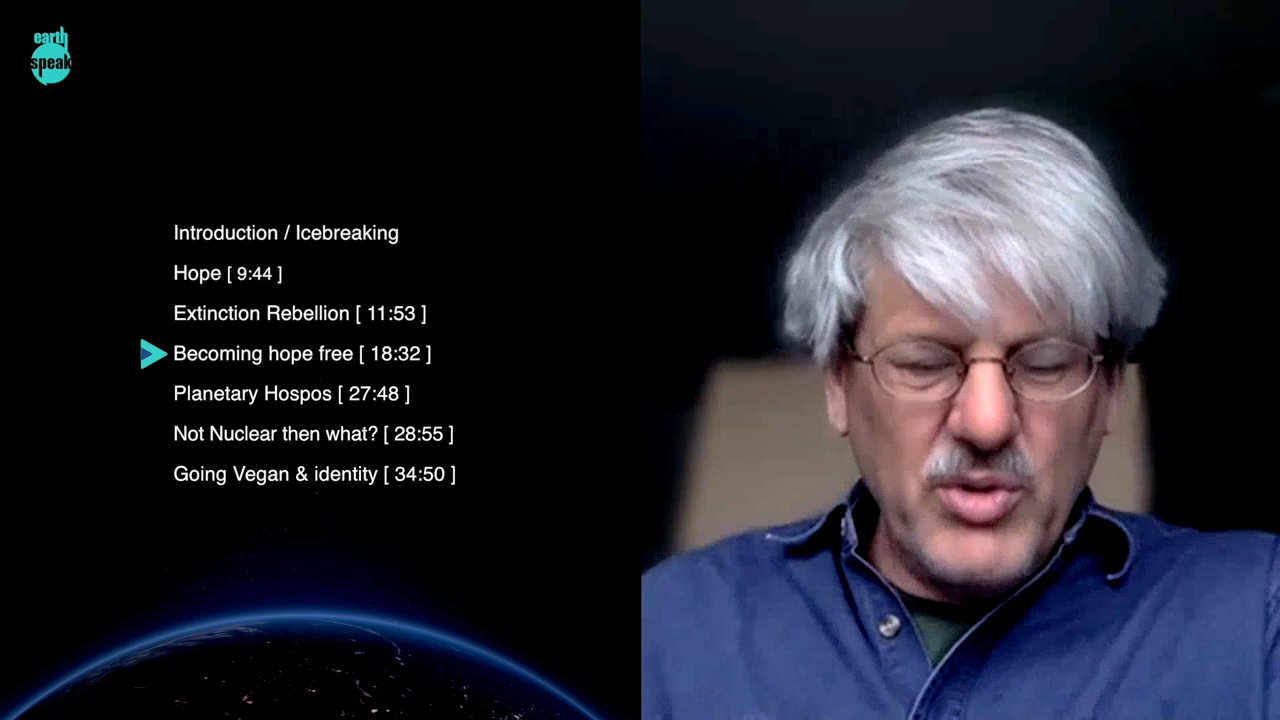 earth
speak
Introduction / Icebreaking
Hope [ 9:44 ]
Extinction Rebellion [ 11:53 ]
Becoming hope free [ 18:32 ]
Planetary Hospos [ 27:48 ]
Not Nuclear then what? [ 28:55 ]
Going Vegan & identity [ 34:50 ]